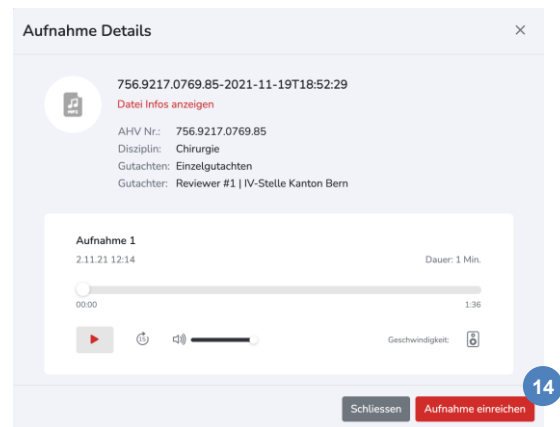 Aufnahme Details
756.9217.0769.85-2021-11-19T18:52:29
Datei Infos anzeigen
AHV Nr.: 756.9217.0769.85
Disziplin: Chirurgie
Gutachten: Einzelgutachten
Gutachter: Reviewer #1 | IV-Stelle Kanton Bern
Aufnahme 1
2.11.21 12:14 Dauer: 1 Min.
00:00 1:36
15 Geschwindigkeit:
14
Schliessen Aufnahme einreichen